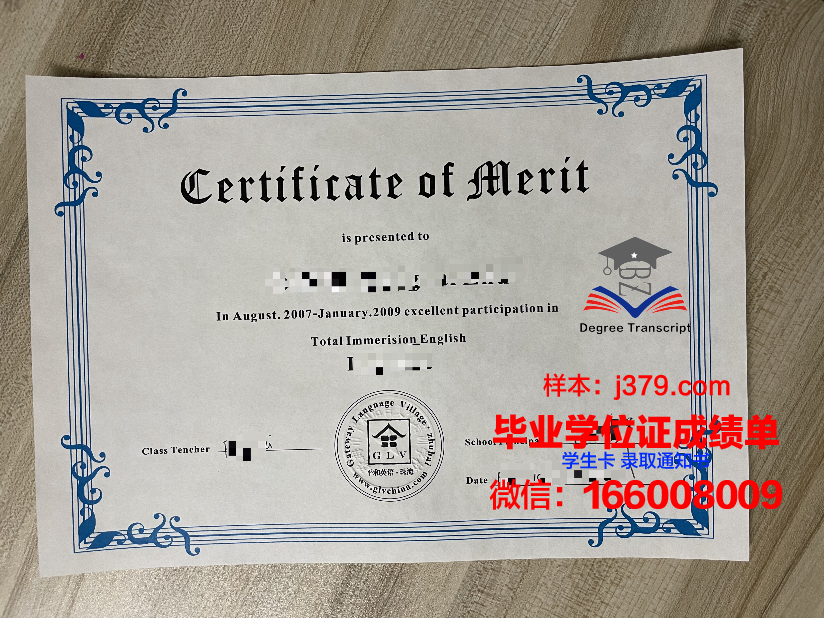 Certificate of Merit
is presented to
In August. 2007-January.2009 excellent participation in
Total Immerision English
BZ
Degree Transcript
样本：j379.com
毕业学位证成绩单
学生卡 录取通知书
微信：166008009
Gateway Language Village · zhuhai
GLV
www.glvchina.com
Class Tencher
School
Date